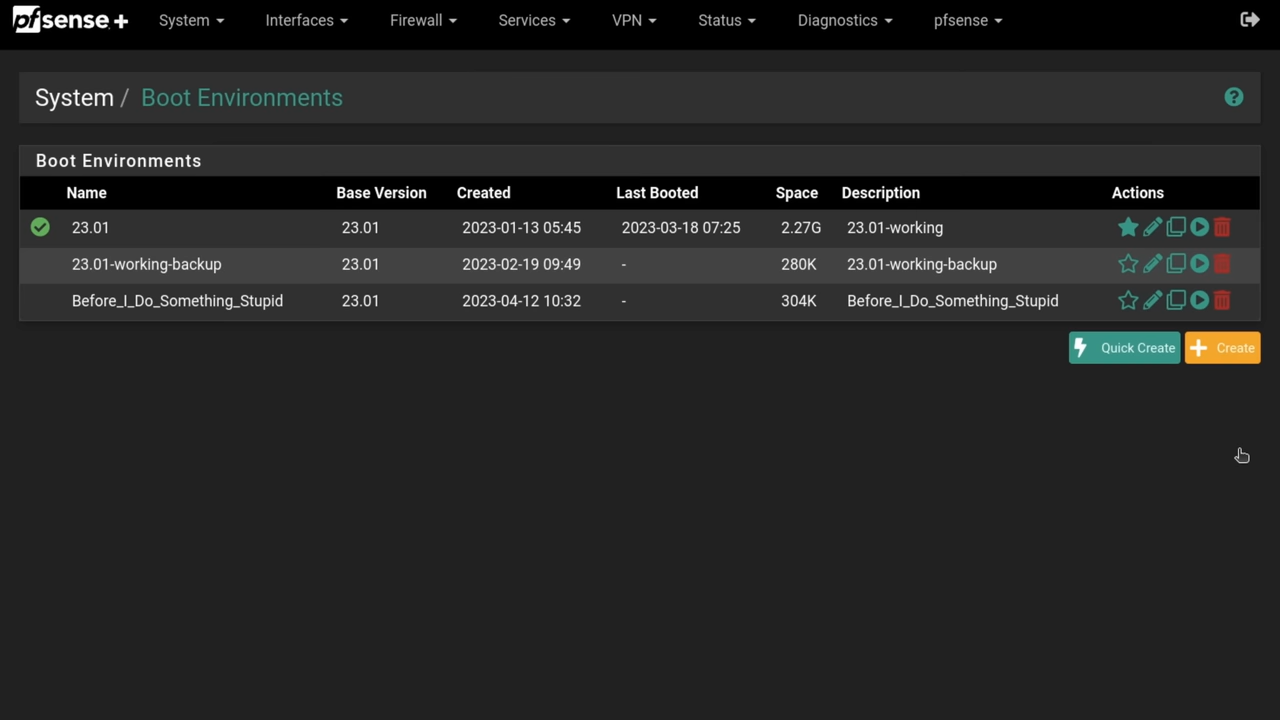 pfsense + System Interfaces Firewall Services VPN Status Diagnostics pfsense
System / Boot Environments ?
Boot Environments
Name Base Version Created Last Booted Space Description Actions
23.01 23.01 2023-01-13 05:45 2023-03-18 07:25 2.27G 23.01-working
23.01-working-backup 23.01 2023-02-19 09:49 - 280K 23.01-working-backup
Before_I_Do_Something_Stupid 23.01 2023-04-12 10:32 - 304K Before_I_Do_Something_Stupid
Quick Create Create